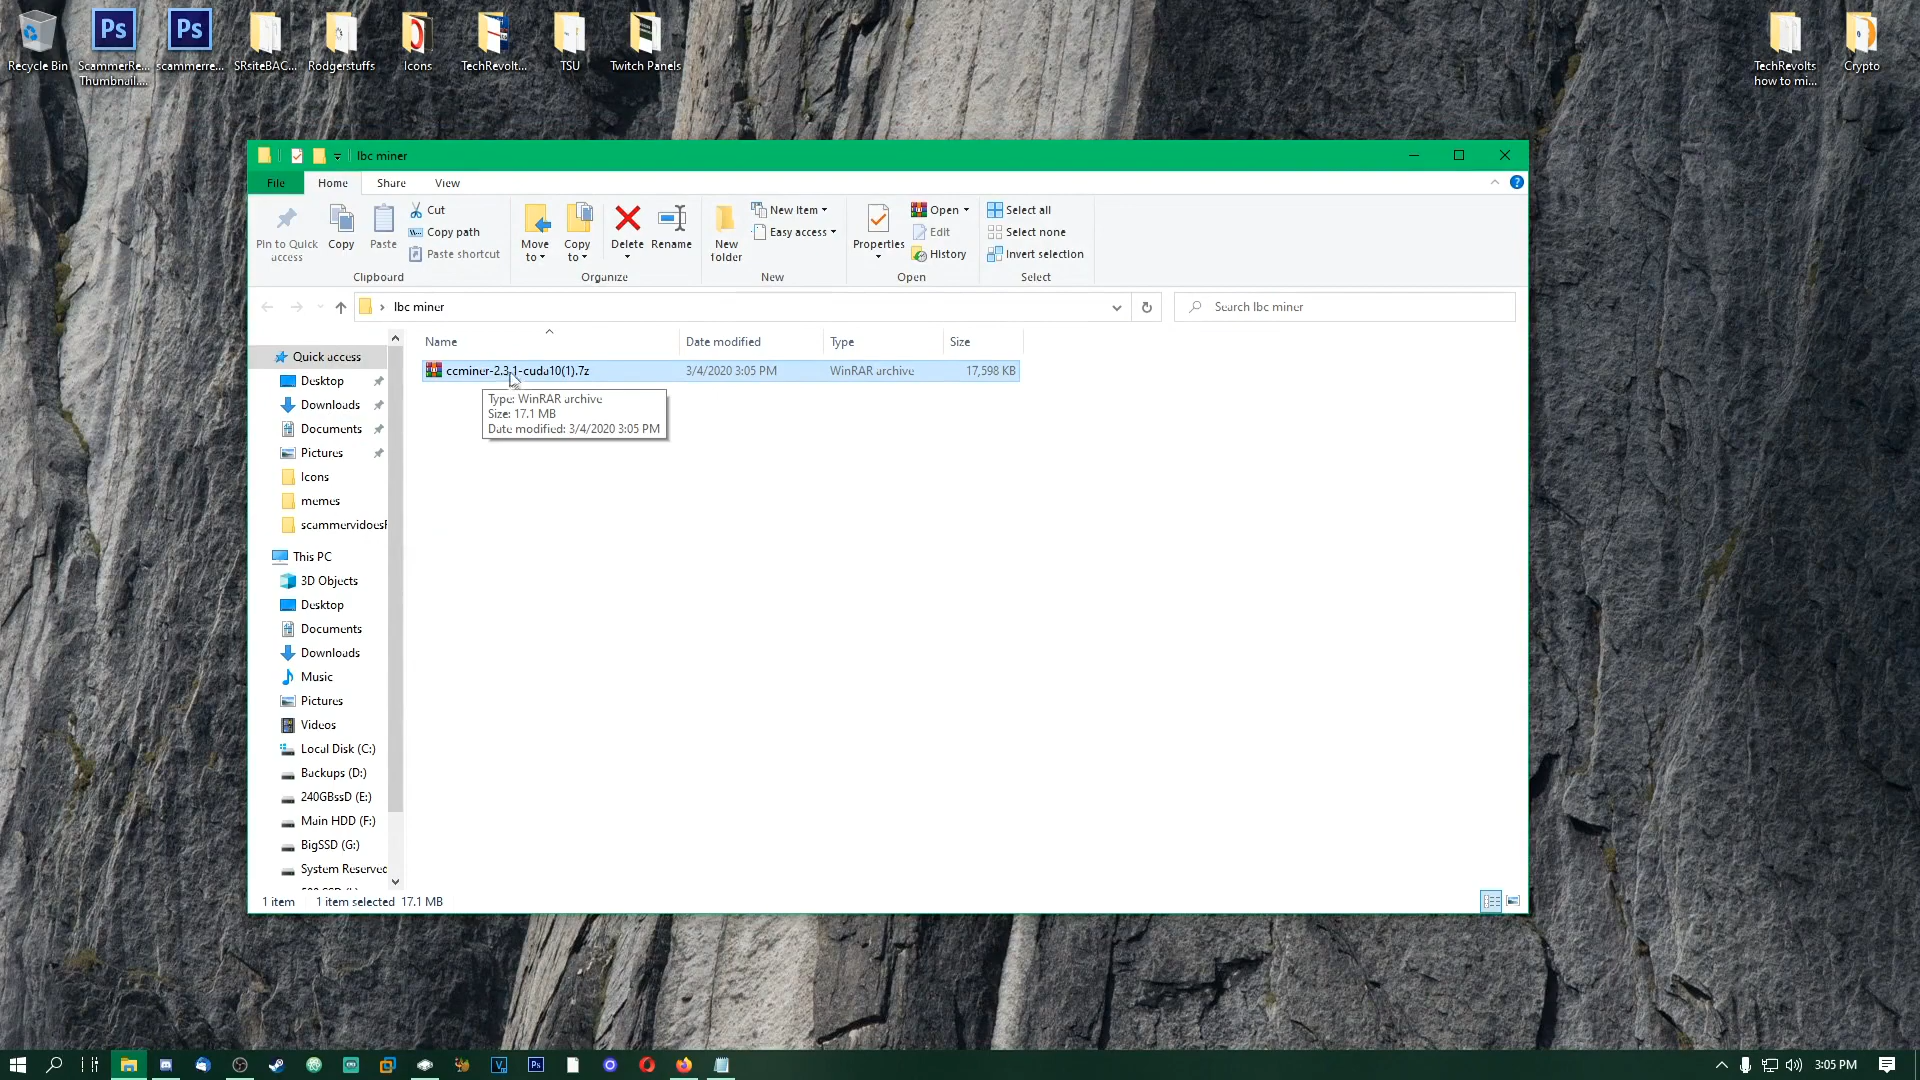 Recycle Bin
ScammerRe...
Thumbnail....
scammerre...
SRsiteBAC...
Rodgerstuffs
Icons
TechRevolt...
TSU
Twitch Panels
TechRevolts
how to mi...
Crypto
lbc miner
File
Home
Share
View
Pin to Quick
access
Copy
Paste
Cut
Copy path
Paste shortcut
Clipboard
Move
to
Copy
to
Delete
Rename
Organize
New
folder
New Item
Easy access
New
Properties
Open
Edit
History
Open
Select all
Select none
Invert selection
Select
lbc miner
Search lbc miner
Name
Date modified
Type
Size
ccminer-2.3.1-cuda10(1).7z
3/4/2020 3:05 PM
WinRAR archive
17,598 KB
Type: WinRAR archive
Size: 17.1 MB
Date modified: 3/4/2020 3:05 PM
Quick access
Desktop
Downloads
Documents
Pictures
Icons
memes
scammervidoesF
This PC
3D Objects
Desktop
Documents
Downloads
Music
Pictures
Videos
Local Disk (C:)
Backups (D:)
240GBssD (E:)
Main HDD (F:)
BigSSD (G:)
System Reserved
1 item
1 item selected 17.1 MB
3:05 PM